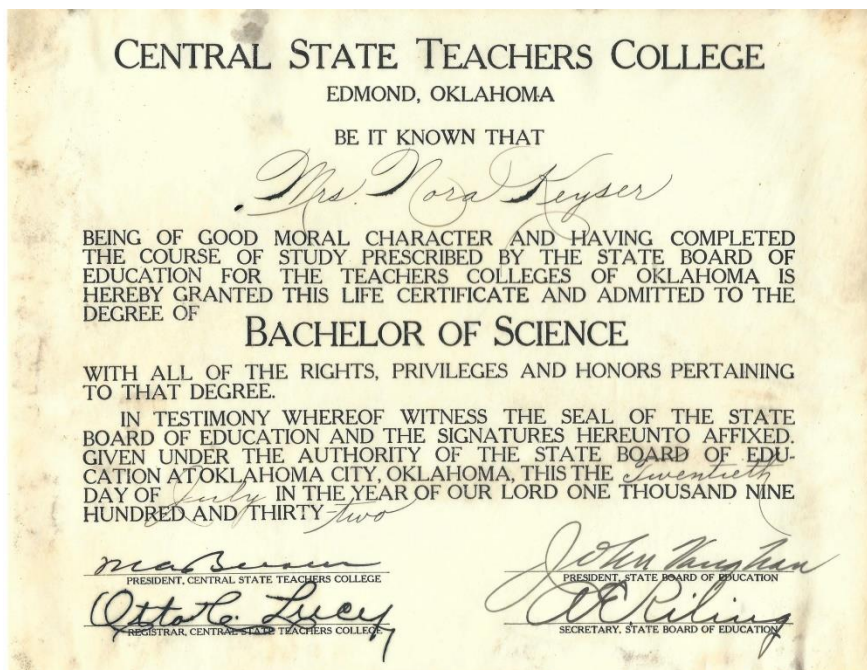 CENTRAL STATE TEACHERS COLLEGE
EDMOND, OKLAHOMA
BE IT KNOWN THAT
Mrs. Nora Keyser
BEING OF GOOD MORAL CHARACTER AND HAVING COMPLETED
THE COURSE OF STUDY PRESCRIBED BY THE STATE BOARD OF
EDUCATION FOR THE TEACHERS COLLEGES OF OKLAHOMA IS
HEREBY GRANTED THIS LIFE CERTIFICATE AND ADMITTED TO THE
DEGREE OF
BACHELOR OF SCIENCE
WITH ALL OF THE RIGHTS, PRIVILEGES AND HONORS PERTAINING
TO THAT DEGREE.
IN TESTIMONY WHEREOF WITNESS THE SEAL OF THE STATE
BOARD OF EDUCATION AND THE SIGNATURES HEREUNTO AFFIXED.
GIVEN UNDER THE AUTHORITY OF THE STATE BOARD OF EDU-
CATION AT OKLAHOMA CITY, OKLAHOMA, THIS THE Twentieth
DAY OF July IN THE YEAR OF OUR LORD ONE THOUSAND NINE
HUNDRED AND THIRTY-two
John Vaughan
PRESIDENT, CENTRAL STATE TEACHERS COLLEGE
PRESIDENT, STATE BOARD OF EDUCATION
Otto C. Lucy
A E Riling
REGISTRAR, CENTRAL STATE TEACHERS COLLEGE
SECRETARY, STATE BOARD OF EDUCATION